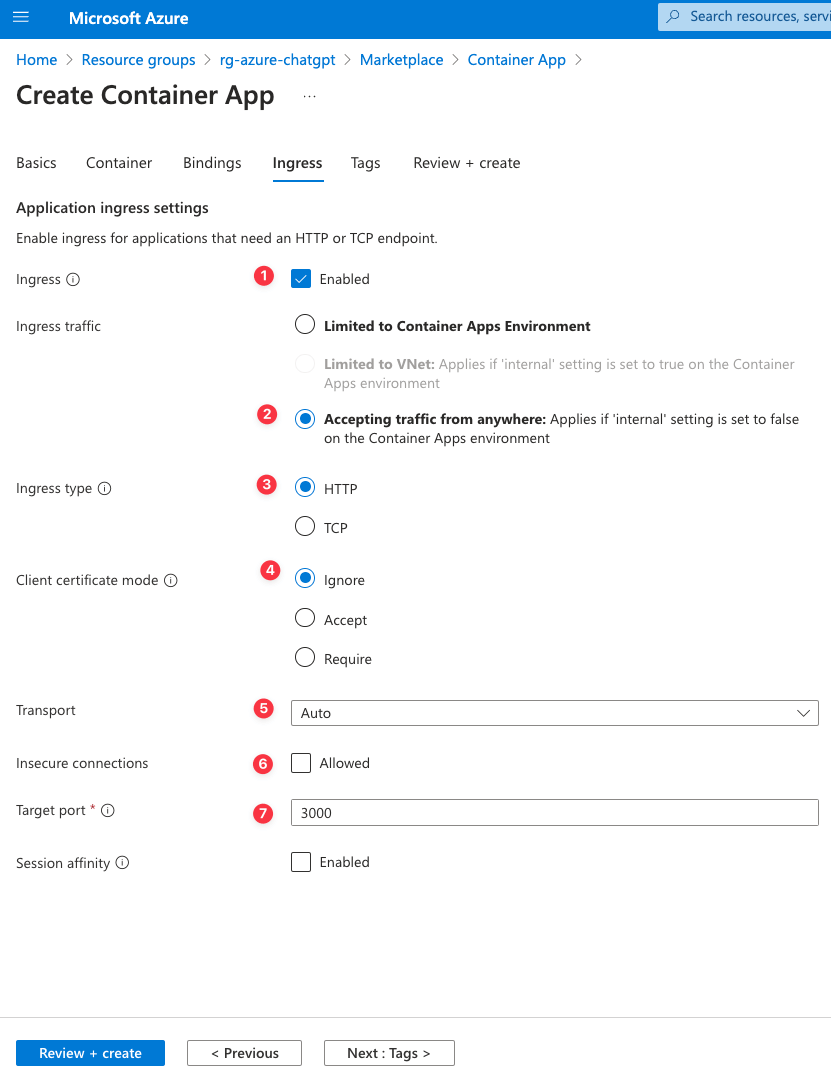 Microsoft Azure
Search resources, servi
Home > Resource groups > rg-azure-chatgpt > Marketplace > Container App >
Create Container App ...
Basics Container Bindings Ingress Tags Review + create
Application ingress settings
Enable ingress for applications that need an HTTP or TCP endpoint.
Ingress 1 Enabled
Ingress traffic Limited to Container Apps Environment
Limited to VNet: Applies if 'internal' setting is set to true on the Container
Apps environment
2 Accepting traffic from anywhere: Applies if 'internal' setting is set to false
on the Container Apps environment
Ingress type 3 HTTP
TCP
Client certificate mode 4 Ignore
Accept
Require
Transport 5 Auto
Insecure connections 6 Allowed
Target port * 7 3000
Session affinity Enabled
Review + create < Previous Next : Tags >